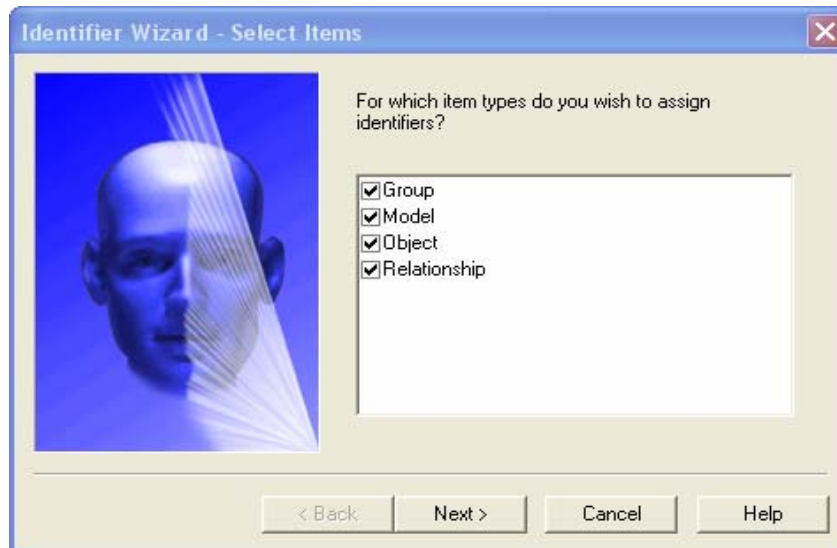 Identifier Wizard - Select Items
For which item types do you wish to assign
identifiers?
Group
Model
Object
Relationship
< Back
Next >
Cancel
Help